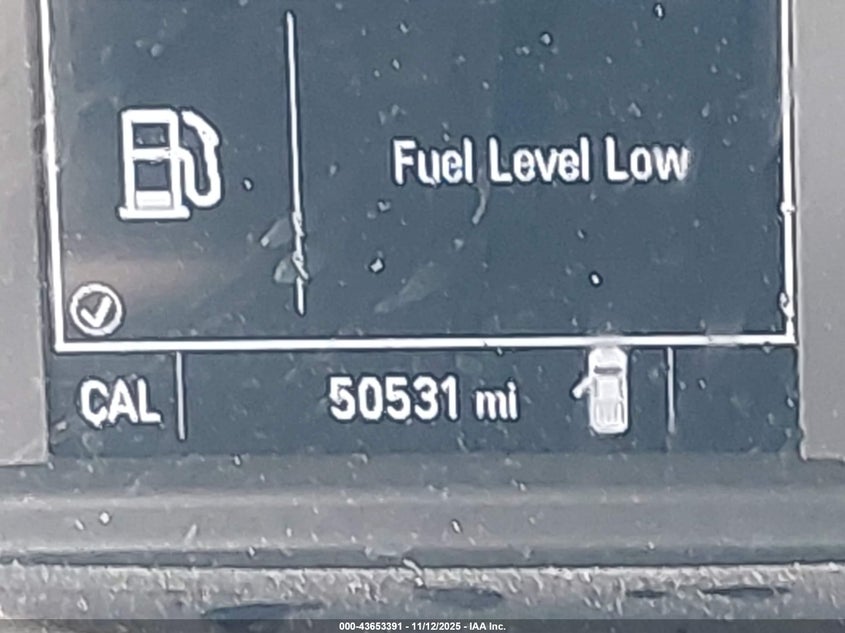 Fuel Level Low
CAL 50531 mi
000-43653391 - 11/12/2025 - IAA Inc.